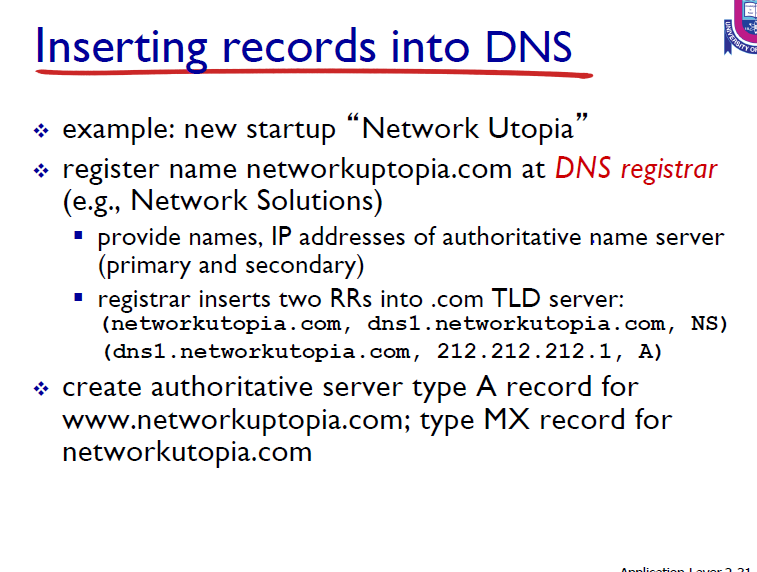 Inserting records into DNS
example: new startup “Network Utopia”
register name networkuptopia.com at DNS registrar
(e.g., Network Solutions)
provide names, IP addresses of authoritative name server
(primary and secondary)
registrar inserts two RRs into .com TLD server:
(networkutopia.com, dns1.networkutopia.com, NS)
(dns1.networkutopia.com, 212.212.212.1, A)
create authoritative server type A record for
www.networkuptopia.com; type MX record for
networkutopia.com
UNIVERSITY OF
Application Layer 2-31